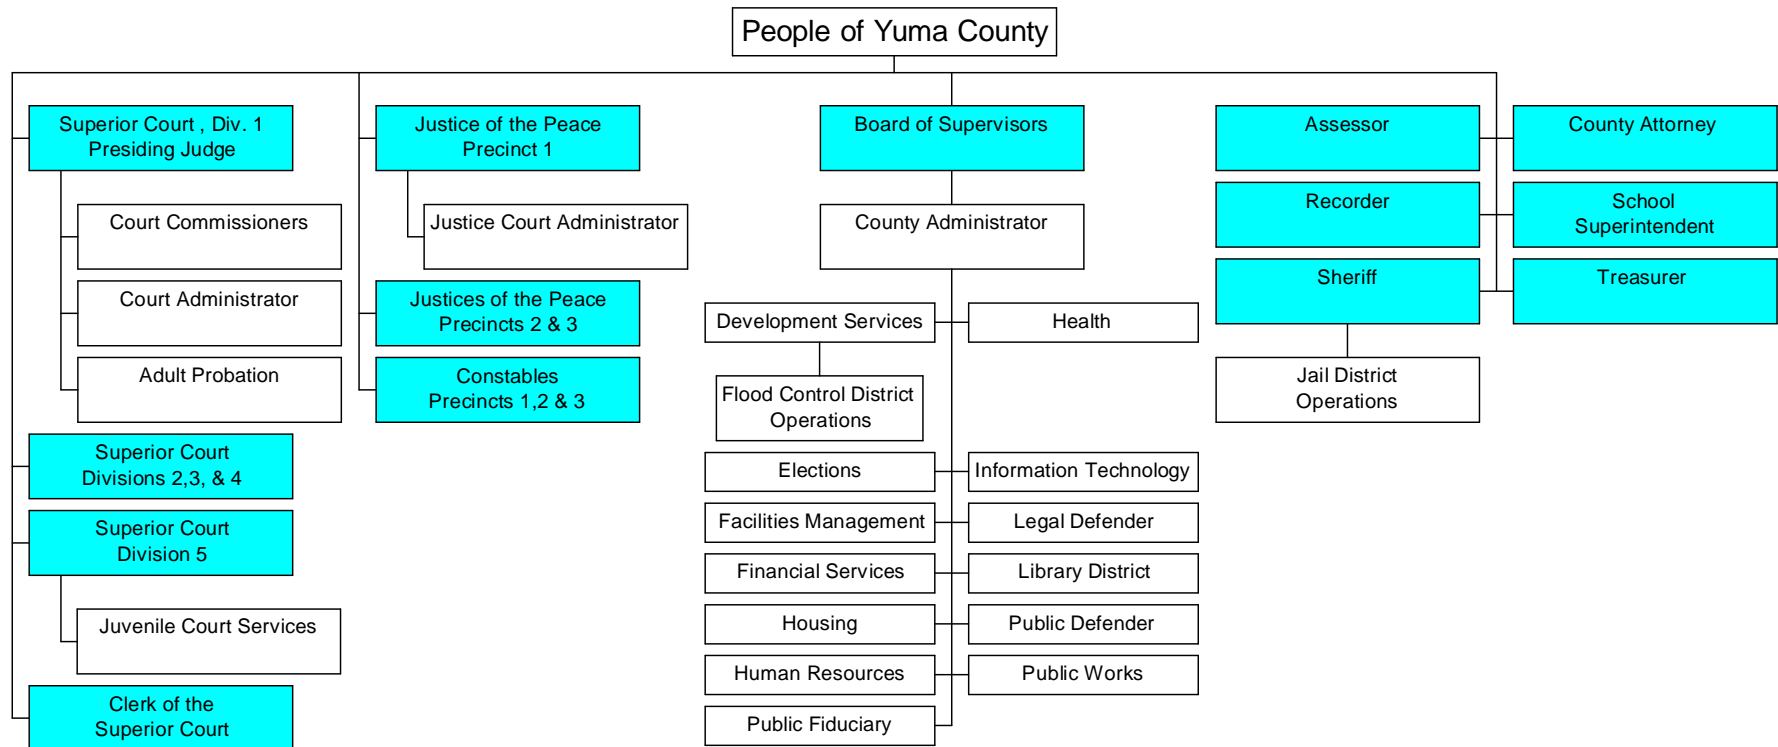 People of Yuma County
Superior Court , Div. 1
Presiding Judge
Court Commissioners
Court Administrator
Adult Probation
Superior Court
Divisions 2,3, & 4
Superior Court
Division 5
Juvenile Court Services
Clerk of the
Superior Court
Justice of the Peace
Precinct 1
Justice Court Administrator
Justices of the Peace
Precincts 2 & 3
Constables
Precincts 1,2 & 3
Board of Supervisors
County Administrator
Development Services
Health
Flood Control District
Operations
Elections
Information Technology
Facilities Management
Legal Defender
Financial Services
Library District
Housing
Public Defender
Human Resources
Public Works
Public Fiduciary
Assessor
County Attorney
Recorder
School
Superintendent
Sheriff
Treasurer
Jail District
Operations